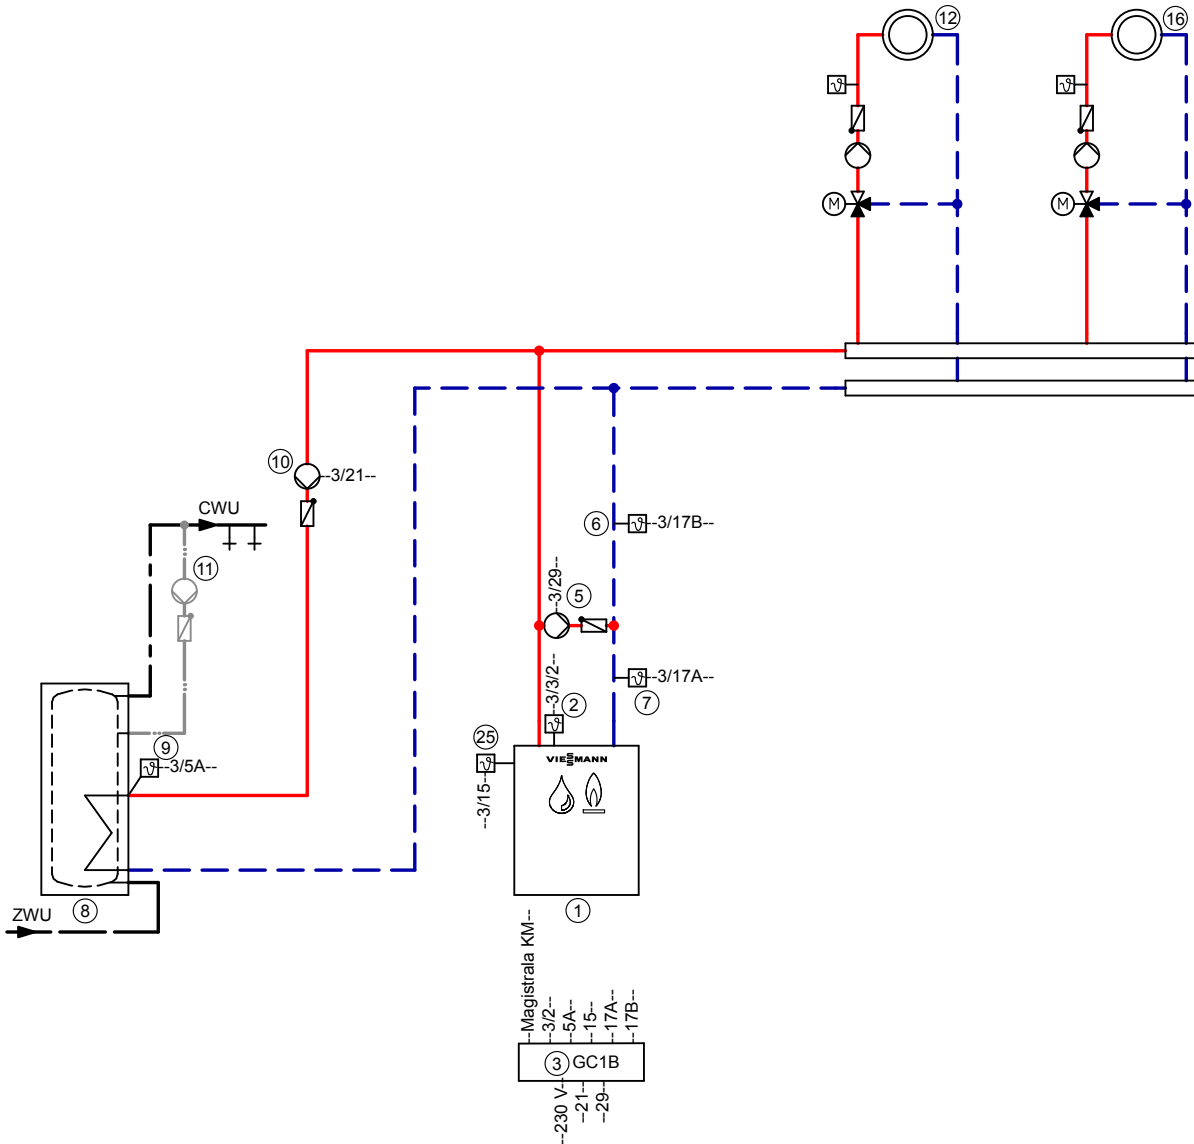 12
16
10
--3/21--
CWU
6
--3/17B--
11
--3/29--
5
--3/3/2--
--3/17A--
7
2
25
9
--3/5A--
--3/15--
VIESMANN
8
1
ZWU
--Magistrala KM--
--3/2--
--5A--
--15--
--17A--
--17B--
3 GC1B
--230 V--
--21--
--29--
M
M